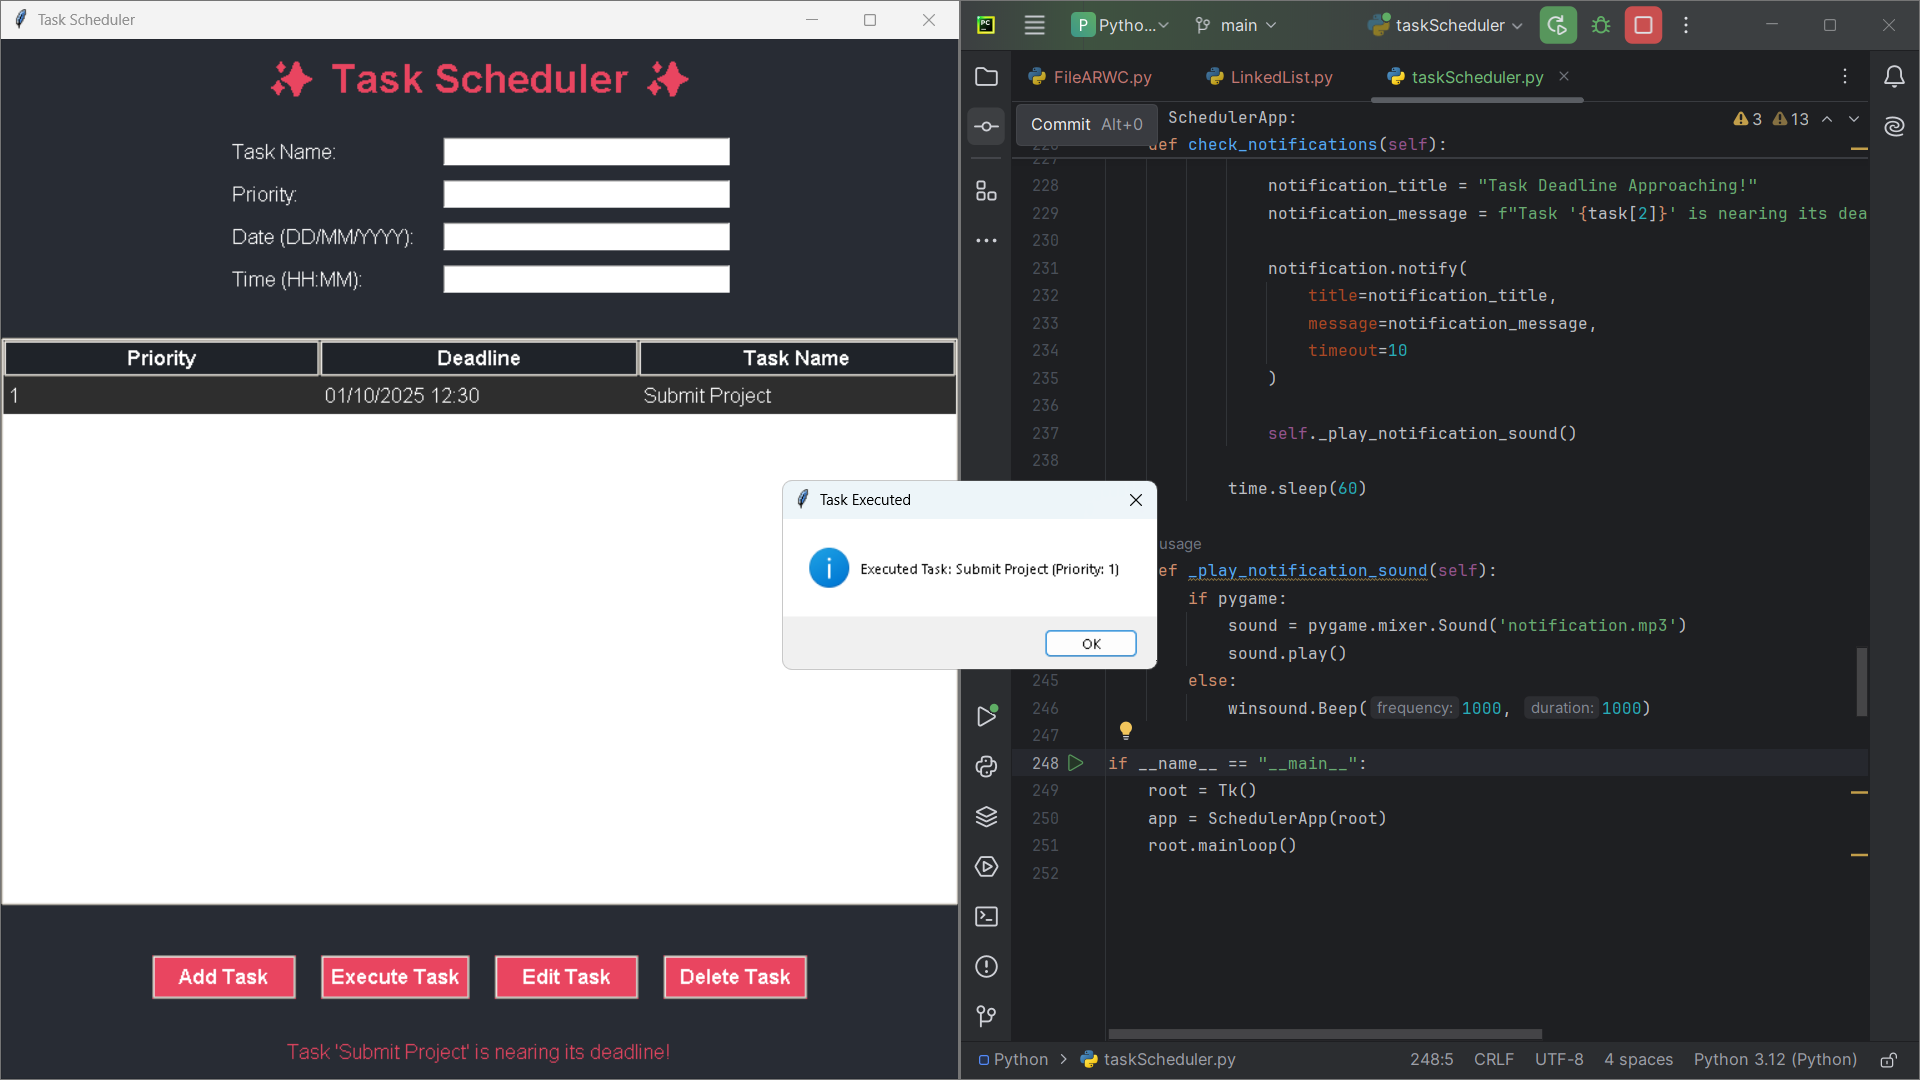 Task Scheduler
✨ Task Scheduler ✨
Task Name:
Priority:
Date (DD/MM/YYYY):
Time (HH:MM):
Priority Deadline Task Name
1 01/10/2025 12:30 Submit Project
Add Task Execute Task Edit Task Delete Task
Task 'Submit Project' is nearing its deadline!
Task Executed
Executed Task: Submit Project (Priority: 1)
OK
PC P Pytho... main taskScheduler
FileARWC.py LinkedList.py taskScheduler.py
Commit Alt+0
SchedulerApp: 3 13
def check_notifications(self):
227
228 notification_title = "Task Deadline Approaching!"
229 notification_message = f"Task '{task[2]}' is nearing its dea
230
231 notification.notify(
232 title=notification_title,
233 message=notification_message,
234 timeout=10
235 )
236
237 self._play_notification_sound()
238
time.sleep(60)
usage
ef _play_notification_sound(self):
if pygame:
sound = pygame.mixer.Sound('notification.mp3')
sound.play()
245 else:
246 winsound.Beep( frequency: 1000, duration: 1000)
247
248 if __name__ == "__main__":
249 root = Tk()
250 app = SchedulerApp(root)
251 root.mainloop()
252
Python > taskScheduler.py 248:5 CRLF UTF-8 4 spaces Python 3.12 (Python)